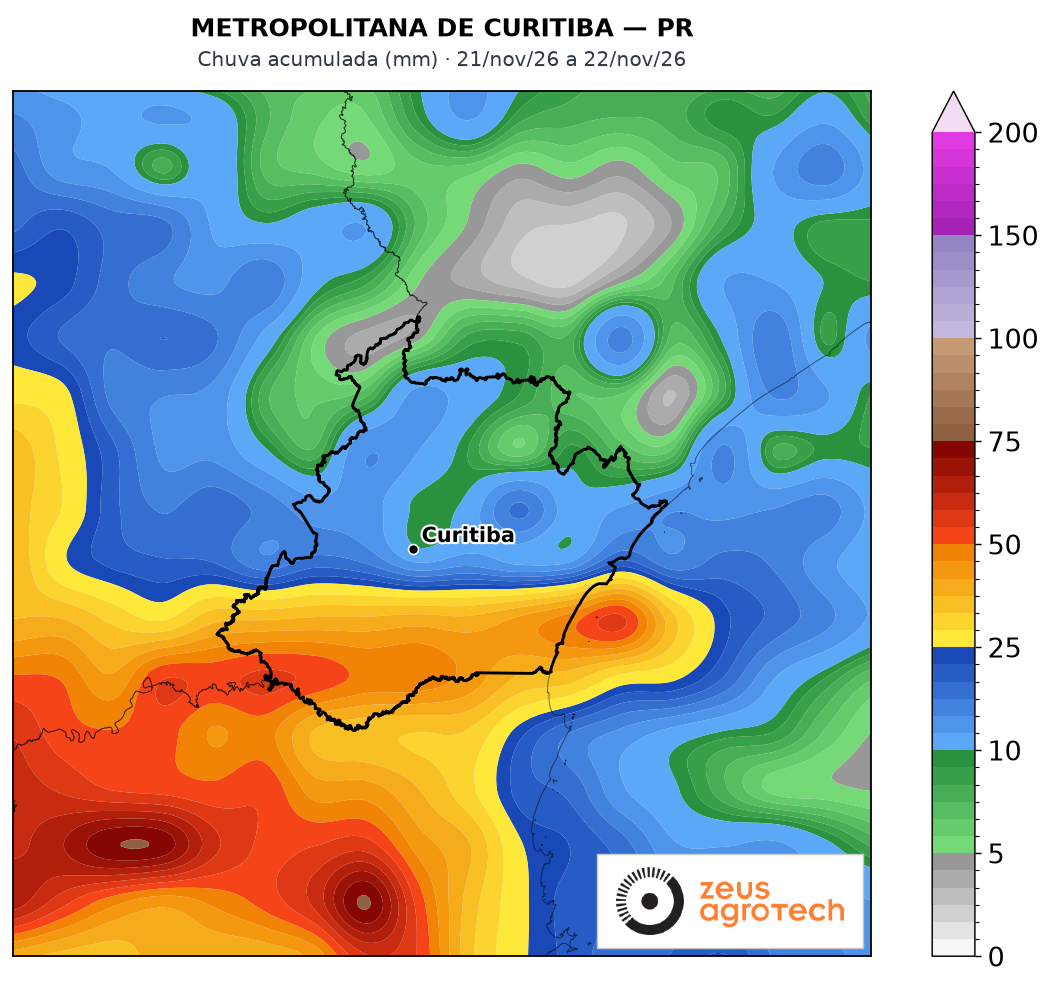 METROPOLITANA DE CURITIBA — PR
Chuva acumulada (mm) · 21/nov/26 a 22/nov/26
200
150
100
75
50
25
10
5
0
Curitiba
zeus
agrotech